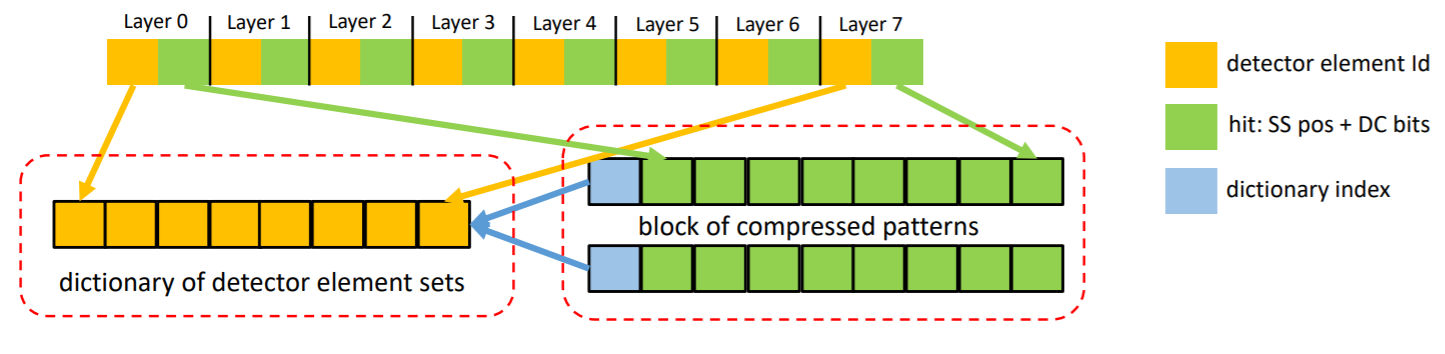 Layer 0 Layer 1 Layer 2 Layer 3 Layer 4 Layer 5 Layer 6 Layer 7
detector element Id
hit: SS pos + DC bits
dictionary index
block of compressed patterns
dictionary of detector element sets